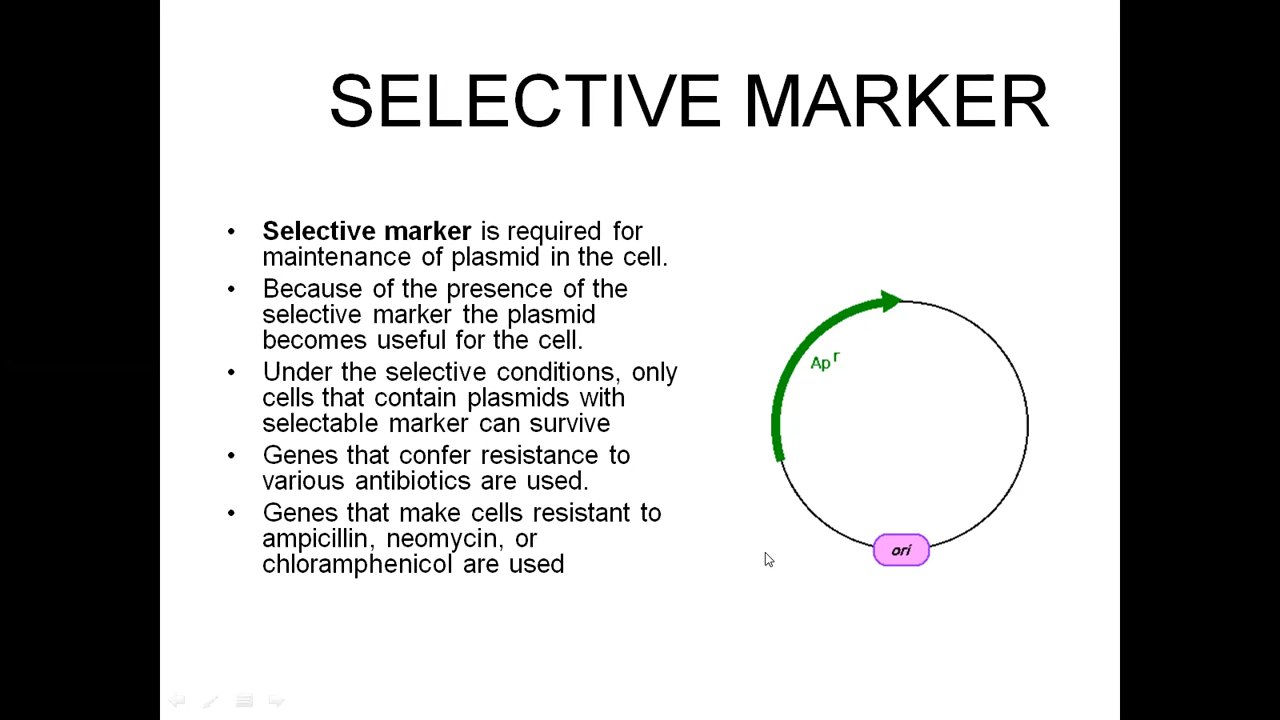 SELECTIVE MARKER
• Selective marker is required for
maintenance of plasmid in the cell.
• Because of the presence of the
selective marker the plasmid
becomes useful for the cell.
• Under the selective conditions, only
cells that contain plasmids with
selectable marker can survive
• Genes that confer resistance to
various antibiotics are used.
• Genes that make cells resistant to
ampicillin, neomycin, or
chloramphenicol are used
Ap r
ori